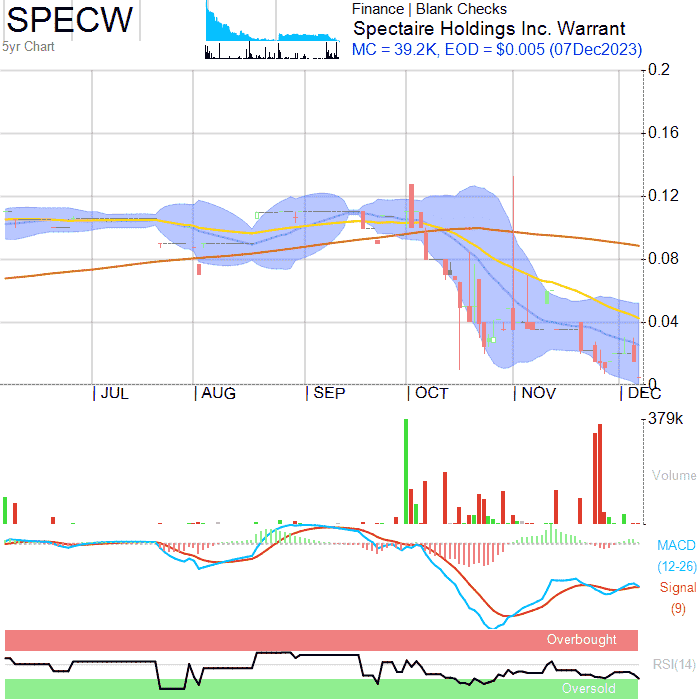 SPECW
5yr Chart
Finance | Blank Checks
Spectaire Holdings Inc. Warrant
MC = 39.2K, EOD = $0.005 (07Dec2023)
0.2
0.16
0.12
0.08
0.04
0
JUL AUG SEP OCT NOV DEC
379k
Volume
MACD
(12-26)
Signal
(9)
Overbought
RSI(14)
Oversold